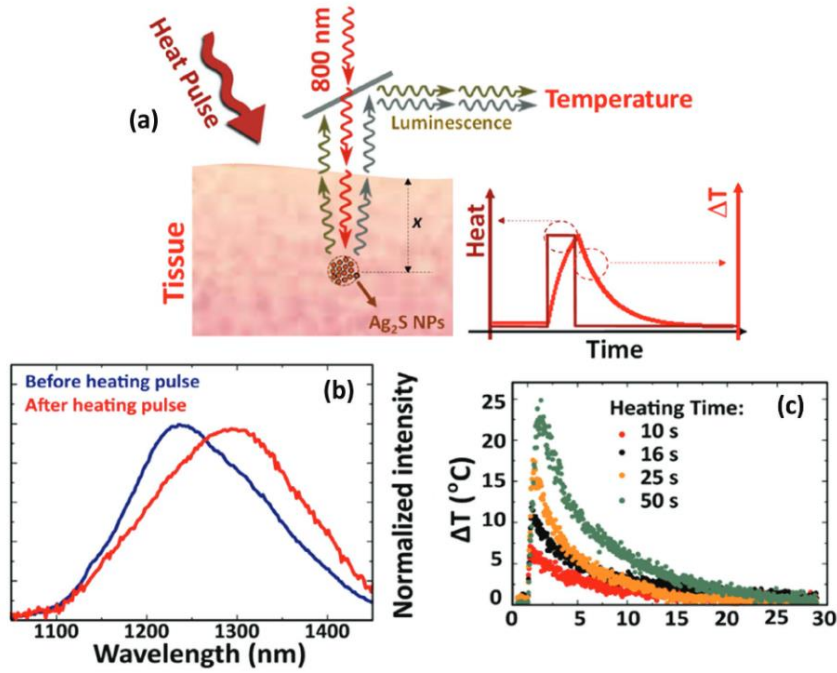 (a)
Heat Pulse
800 nm
Luminescence
Temperature
Tissue
x
Ag₂S NPs
Heat
ΔT
Time
(b)
Before heating pulse
After heating pulse
Normalized intensity
1100 1200 1300 1400
Wavelength (nm)
(c)
Heating Time:
10 s
16 s
25 s
50 s
ΔT (°C)
25
20
15
10
5
0
0 5 10 15 20 25 30